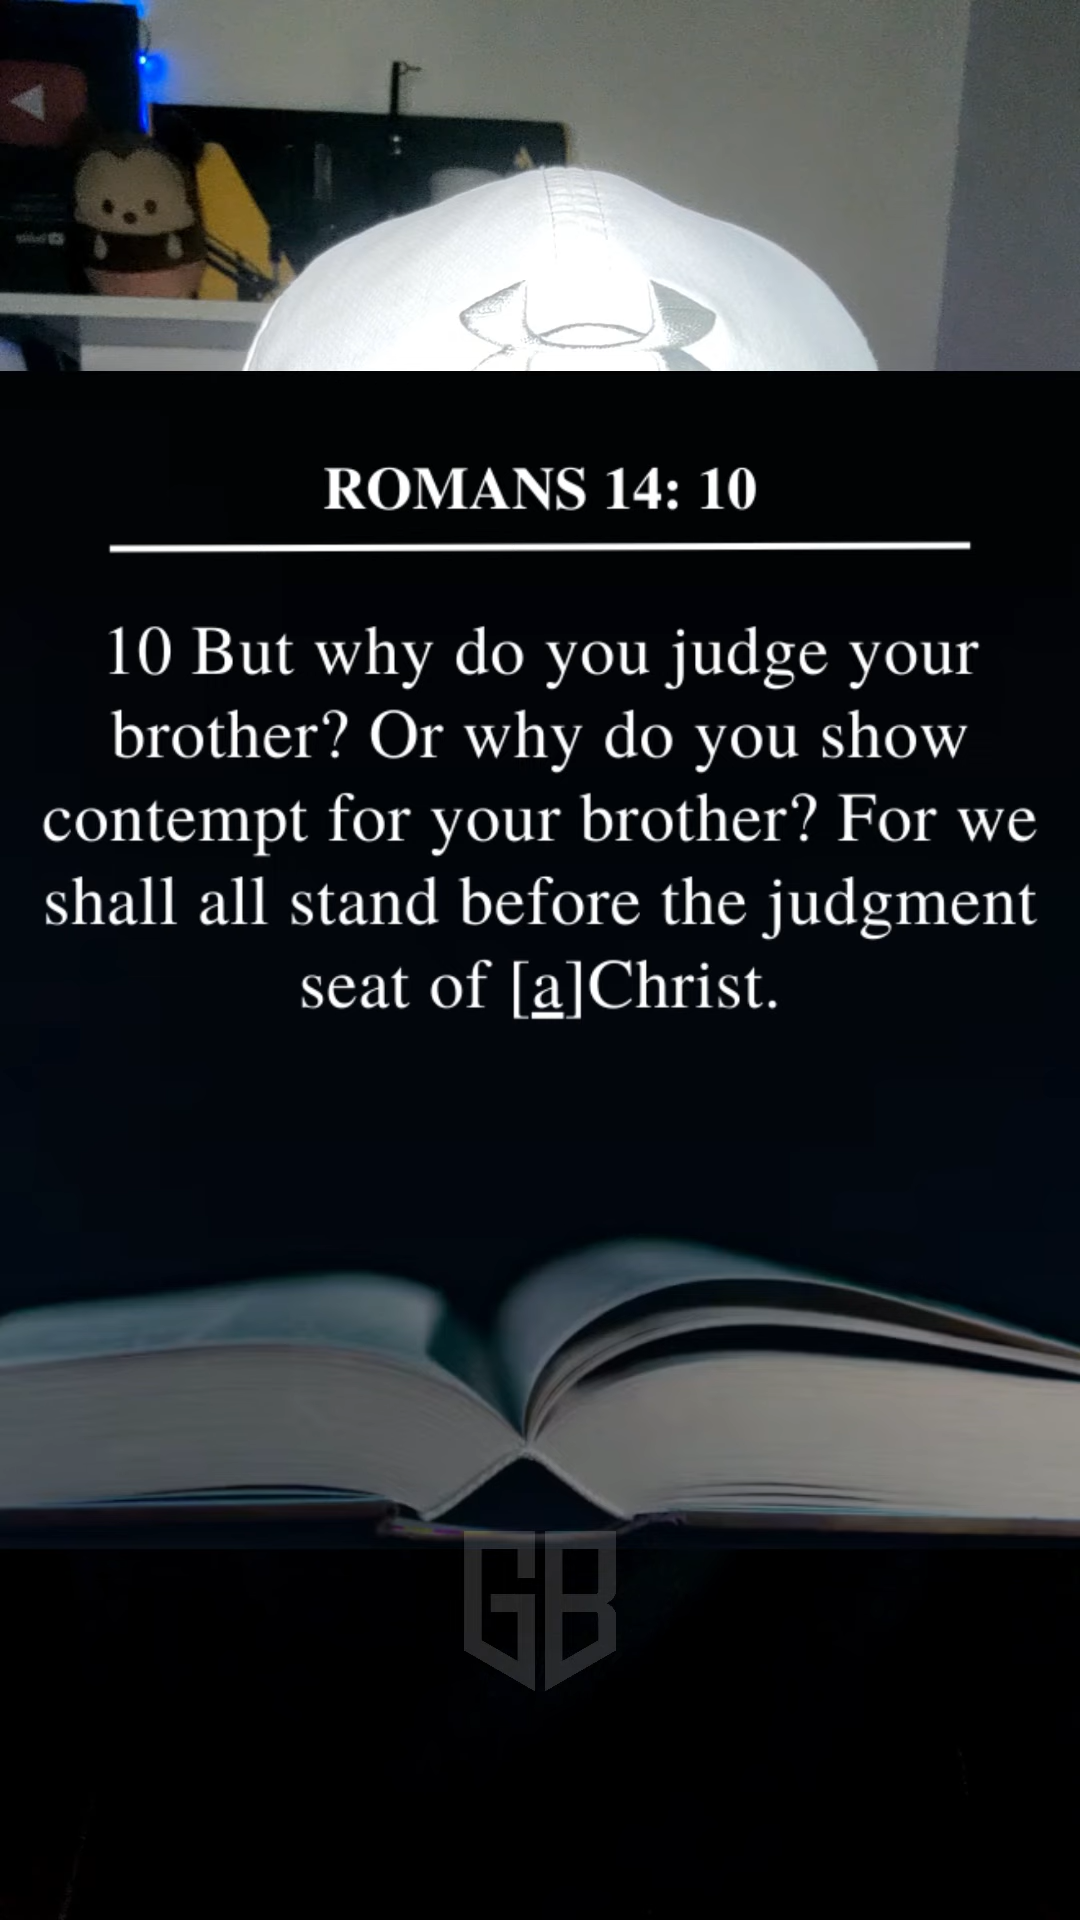 ROMANS 14: 10
10 But why do you judge your
brother? Or why do you show
contempt for your brother? For we
shall all stand before the judgment
seat of [a]Christ.
GB